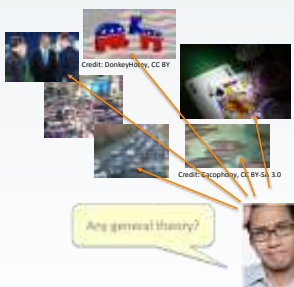 Credit: DonkeyHotey, CC BY
Credit: Cacophony, CC BY-SA 3.0
Any general theory?